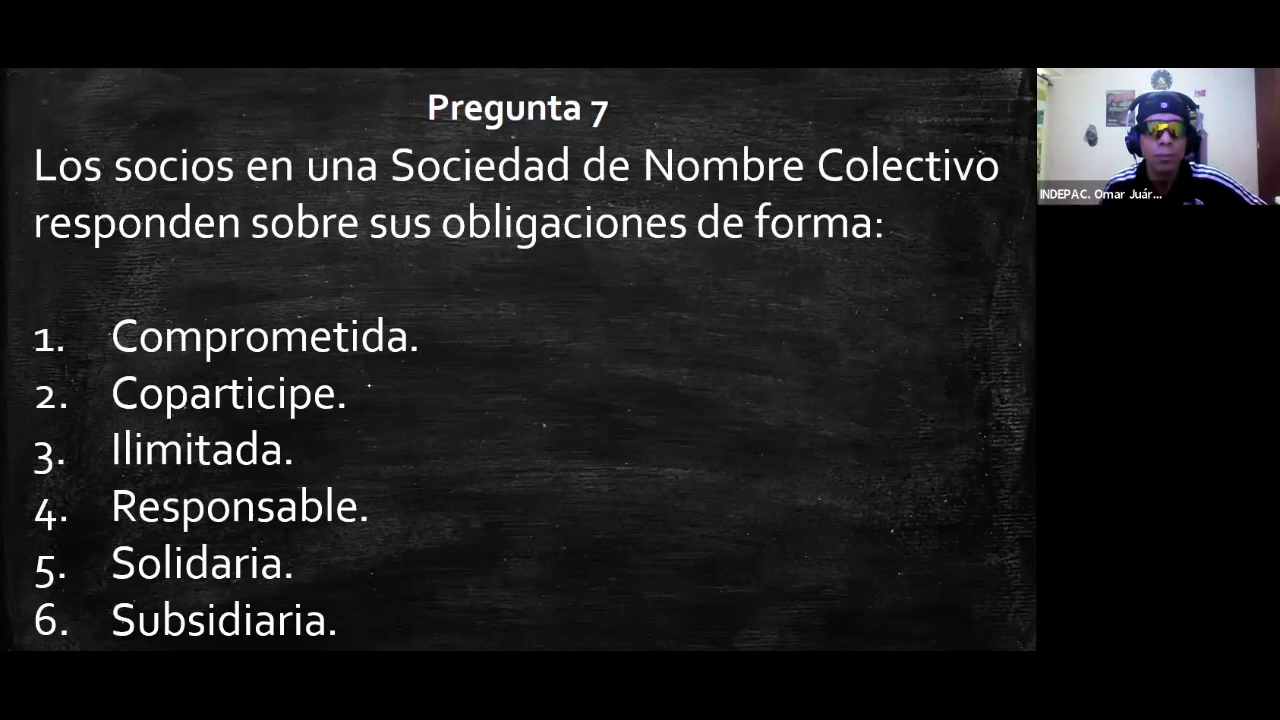 Pregunta 7
Los socios en una Sociedad de Nombre Colectivo
responden sobre sus obligaciones de forma:
1. Comprometida.
2. Coparticipe.
3. Ilimitada.
4. Responsable.
5. Solidaria.
6. Subsidiaria.
INDEPAC. Omar Juár...